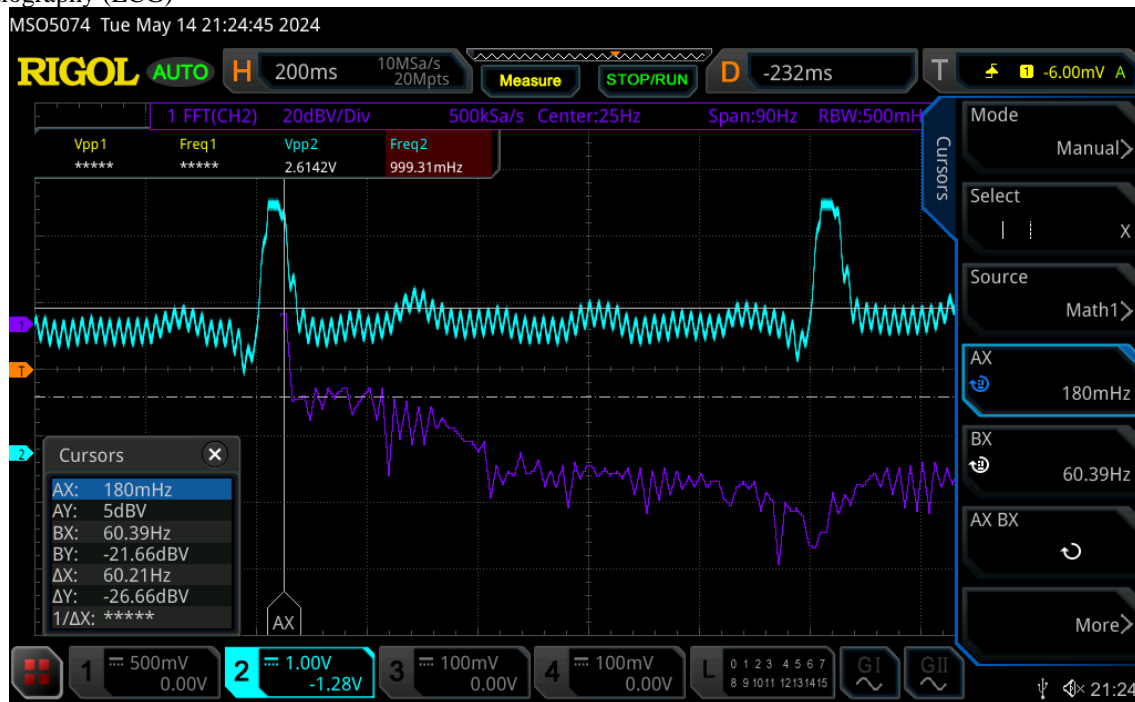 MSO5074 Tue May 14 21:24:45 2024
RIGOL AUTO H 200ms 10MSa/s 20Mpts Measure STOP/RUN D -232ms T 1 -6.00mV A
1 FFT(CH2) 20dBV/Div 500kSa/s Center:25Hz Span:90Hz RBW:500mH
Vpp1 Freq1 Vpp2 Freq2
***** ***** 2.6142V 999.31mHz
Cursors
Mode
Manual
Select
X
Source
Math1
AX
180mHz
BX
60.39Hz
AX BX
More
1
T
2
Cursors
AX: 180mHz
AY: 5dBV
BX: 60.39Hz
BY: -21.66dBV
ΔX: 60.21Hz
ΔY: -26.66dBV
1/ΔX: *****
AX
1 500mV 0.00V 2 1.00V -1.28V 3 100mV 0.00V 4 100mV 0.00V L 0 1 2 3 4 5 6 7 8 9 10 11 12 13 14 15 GI GII
21:24